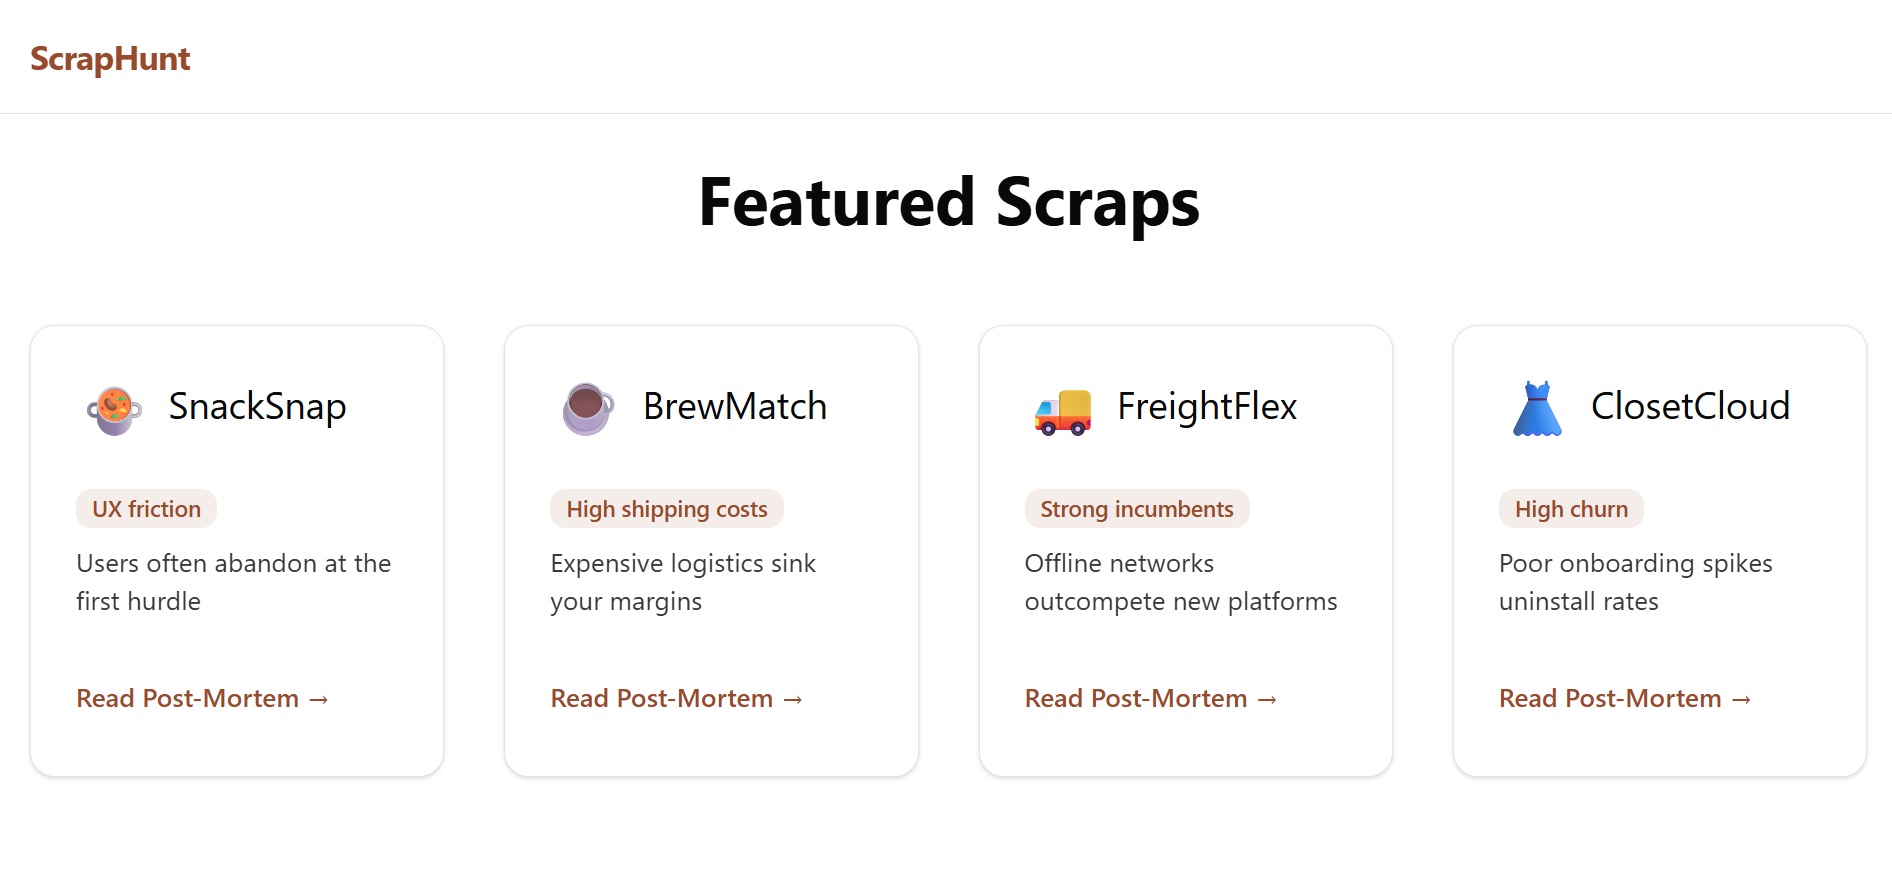 ScrapHunt
Featured Scraps
SnackSnap
UX friction
Users often abandon at the
first hurdle
Read Post-Mortem →
BrewMatch
High shipping costs
Expensive logistics sink
your margins
Read Post-Mortem →
FreightFlex
Strong incumbents
Offline networks
outcompete new platforms
Read Post-Mortem →
ClosetCloud
High churn
Poor onboarding spikes
uninstall rates
Read Post-Mortem →